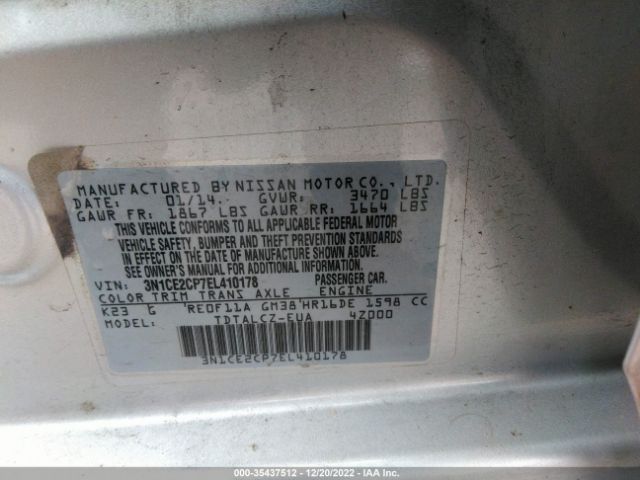 MANUFACTURED BY NISSAN MOTOR CO., LTD.
DATE: 01/14 GVWR: 3470 LBS
GAWR FR: 1867 LBS GAWR RR: 1664 LBS
THIS VEHICLE CONFORMS TO ALL APPLICABLE FEDERAL MOTOR
VEHICLE SAFETY, BUMPER AND THEFT PREVENTION STANDARDS
IN EFFECT ON THE DATE OF MANUFACTURE SHOWN ABOVE.
SEE OWNER'S MANUAL FOR ADDITIONAL INFORMATION.
VIN: 3N1CE2CP7EL410178 PASSENGER CAR.
COLOR TRIM TRANS AXLE ENGINE
K23 G RE0F11A GM38 HR16DE 1598 CC
MODEL: TDTALCZ-EUA 4Z000
3N1CE2CP7EL410178
000-35437512 - 12/20/2022 - IAA Inc.